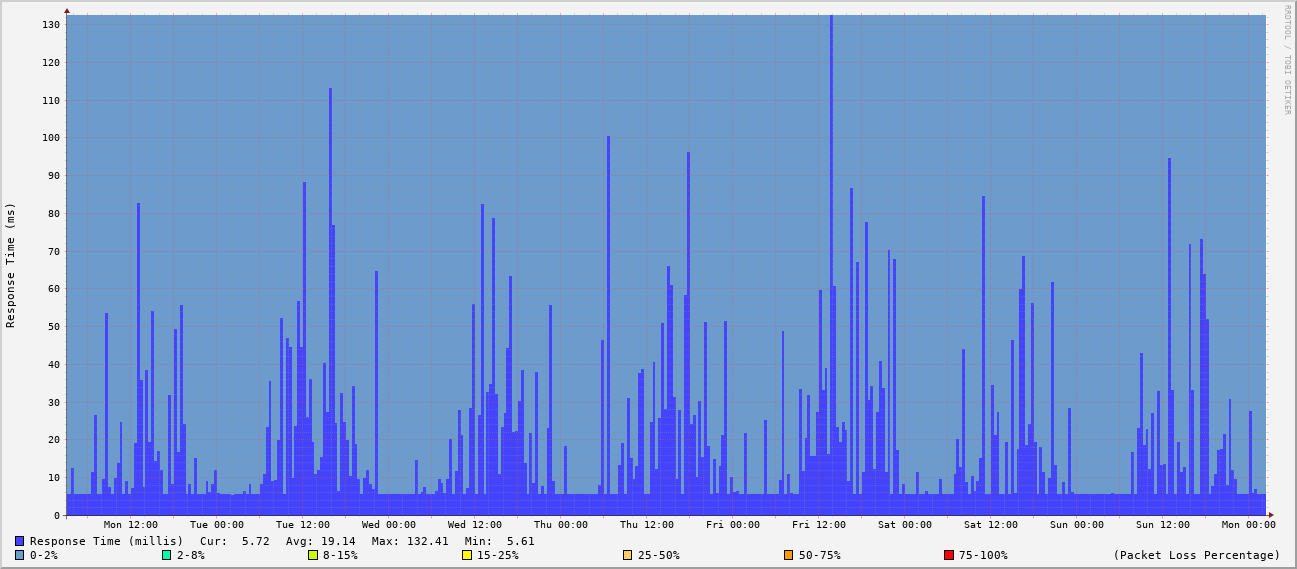 RRDTOOL / TOBI OETIKER
Response Time (ms)
130
120
110
100
90
80
70
60
50
40
30
20
10
0
Mon 12:00 Tue 00:00 Tue 12:00 Wed 00:00 Wed 12:00 Thu 00:00 Thu 12:00 Fri 00:00 Fri 12:00 Sat 00:00 Sat 12:00 Sun 00:00 Sun 12:00 Mon 00:00
Response Time (millis) Cur: 5.72 Avg: 19.14 Max: 132.41 Min: 5.61
0-2% 2-8% 8-15% 15-25% 25-50% 50-75% 75-100% (Packet Loss Percentage)